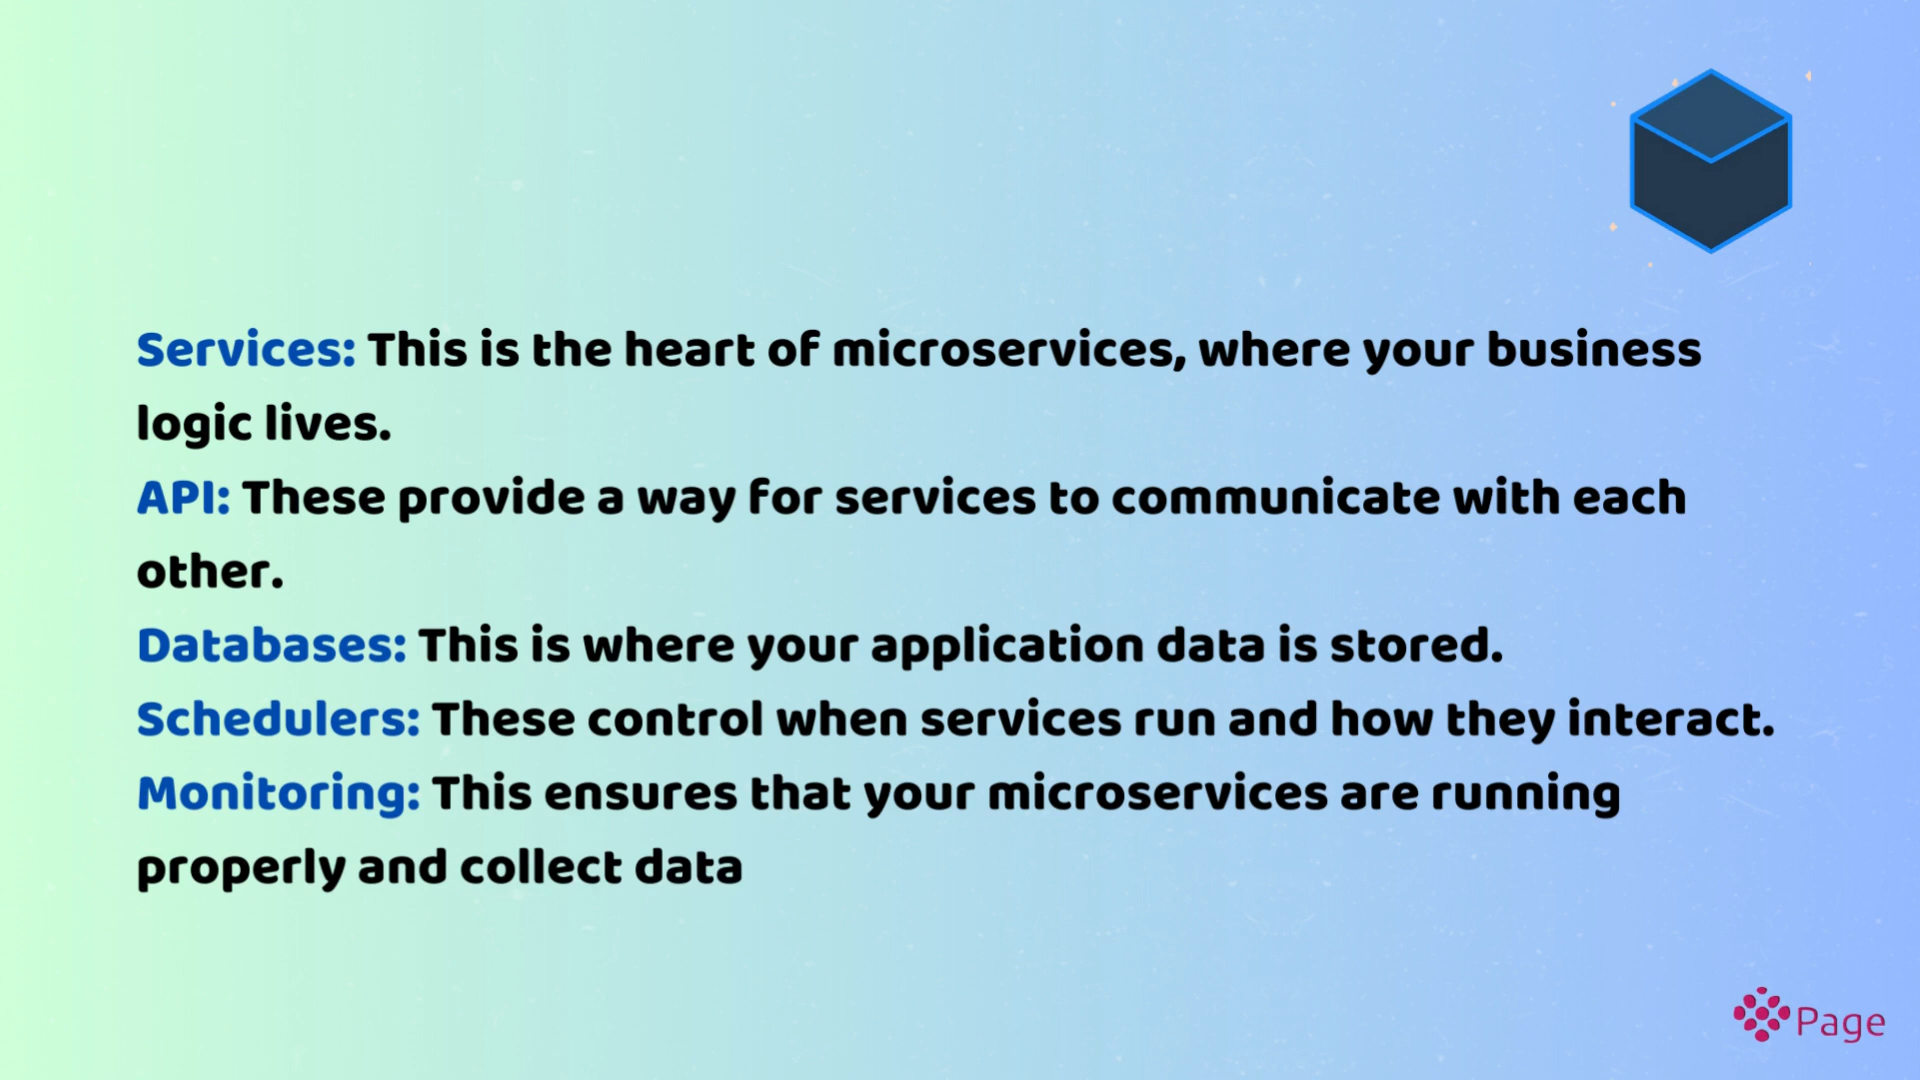 Services: This is the heart of microservices, where your business
logic lives.
API: These provide a way for services to communicate with each
other.
Databases: This is where your application data is stored.
Schedulers: These control when services run and how they interact.
Monitoring: This ensures that your microservices are running
properly and collect data
Page